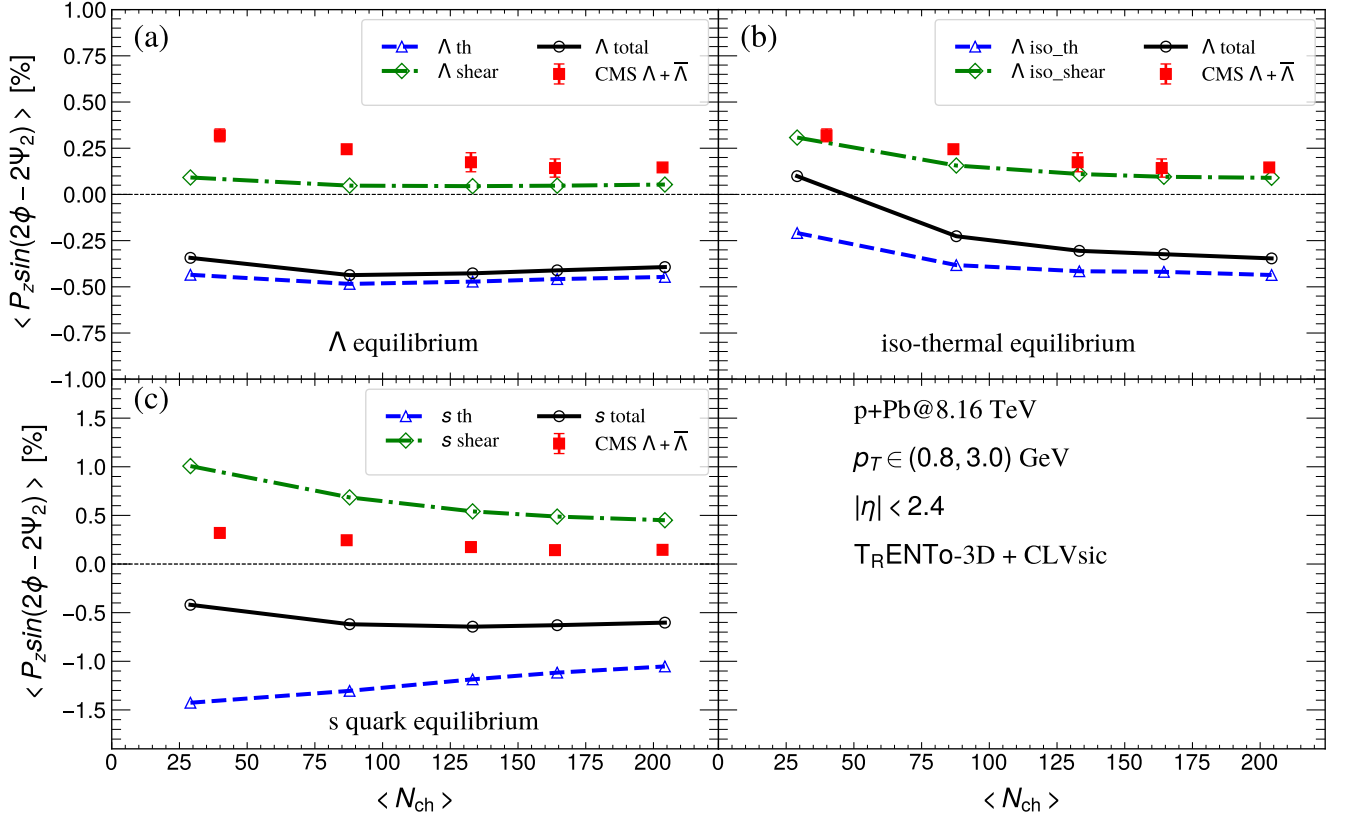 < P_z sin(2ϕ − 2Ψ_2) > [%]
1.00
0.75
0.50
0.25
0.00
−0.25
−0.50
−0.75
−1.00
(a)
Λ th
Λ shear
Λ total
CMS Λ + Λ̅
Λ equilibrium
(b)
Λ iso_th
Λ iso_shear
Λ total
CMS Λ + Λ̅
iso-thermal equilibrium
< P_z sin(2ϕ − 2Ψ_2) > [%]
1.5
1.0
0.5
0.0
−0.5
−1.0
−1.5
(c)
s th
s shear
s total
CMS Λ + Λ̅
s quark equilibrium
0 25 50 75 100 125 150 175 200
< N_ch >
p+Pb@8.16 TeV
p_T ∈ (0.8, 3.0) GeV
|η| < 2.4
T_RENTo-3D + CLVsic
0 25 50 75 100 125 150 175 200
< N_ch >